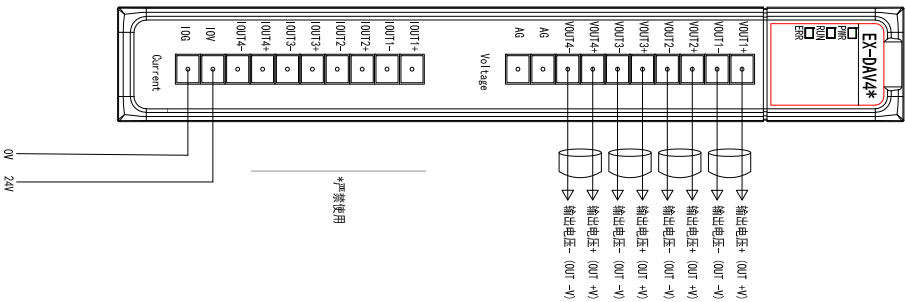 EX-DAV4*
PWR
RUN
ERR
VOUT1+
VOUT1-
VOUT2+
VOUT2-
VOUT3+
VOUT3-
VOUT4+
VOUT4-
AG
AG
Voltage
IOUT1+
IOUT1-
IOUT2+
IOUT2-
IOUT3+
IOUT3-
IOUT4+
IOUT4-
IOV
IOG
Current
输出电压+ (OUT +V)
输出电压- (OUT -V)
输出电压+ (OUT +V)
输出电压- (OUT -V)
输出电压+ (OUT +V)
输出电压- (OUT -V)
输出电压+ (OUT +V)
输出电压- (OUT -V)
*严禁使用
24V
0V